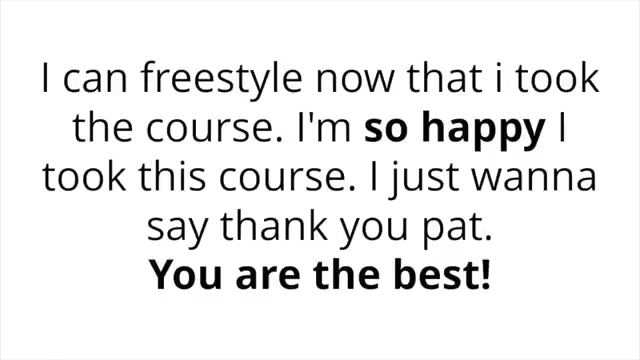 I can freestyle now that i took
the course. I'm so happy I
took this course. I just wanna
say thank you pat.
You are the best!